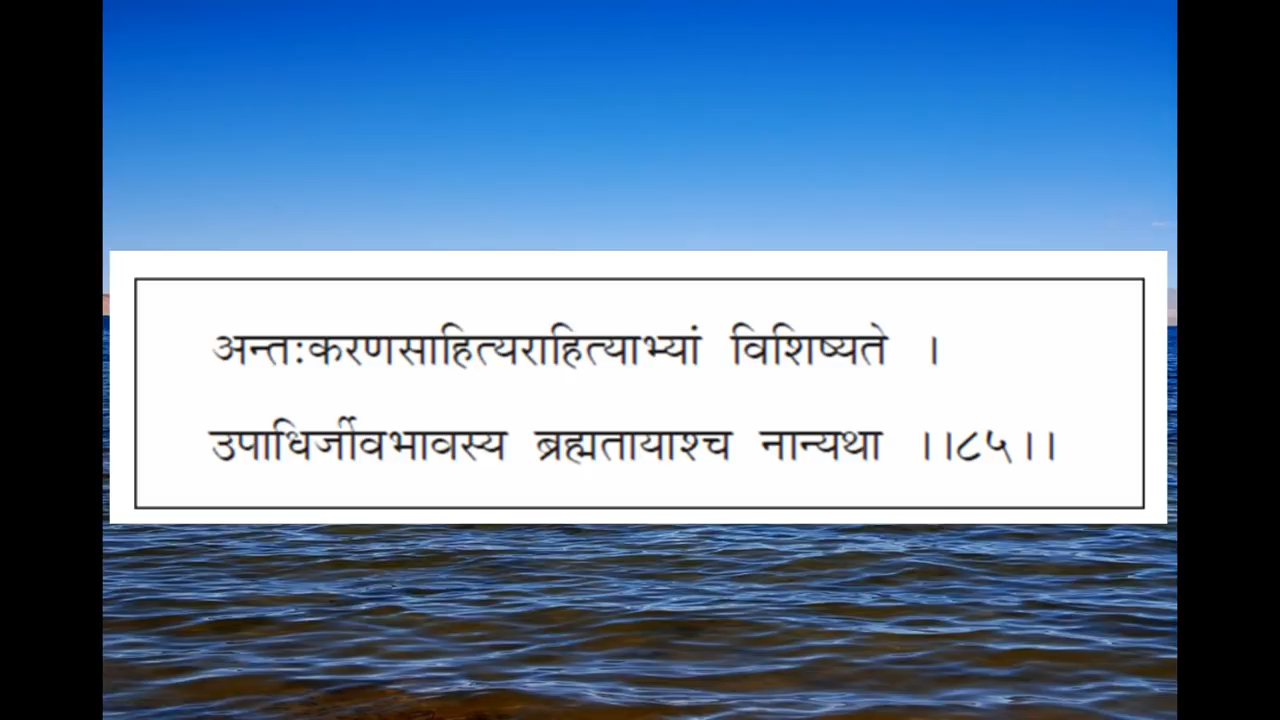 अन्तःकरणसाहित्यराहित्याभ्यां विशिष्यते ।
उपाधिर्जीवभावस्य ब्रह्मतायाश्च नान्यथा ।।८५।।